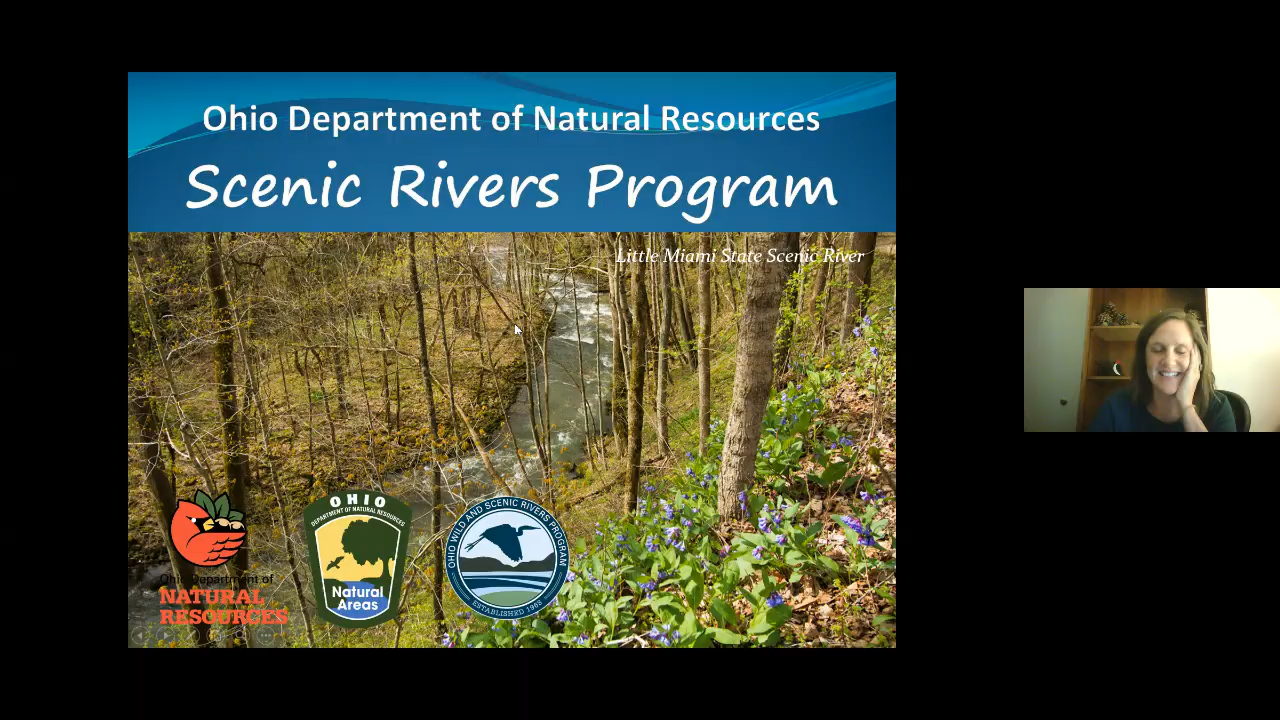 Ohio Department of Natural Resources
Scenic Rivers Program
Little Miami State Scenic River
Ohio Department of
NATURAL
RESOURCES
OHIO
DEPARTMENT OF NATURAL RESOURCES
Natural
Areas
OHIO WILD AND SCENIC RIVERS PROGRAM
ESTABLISHED 1968